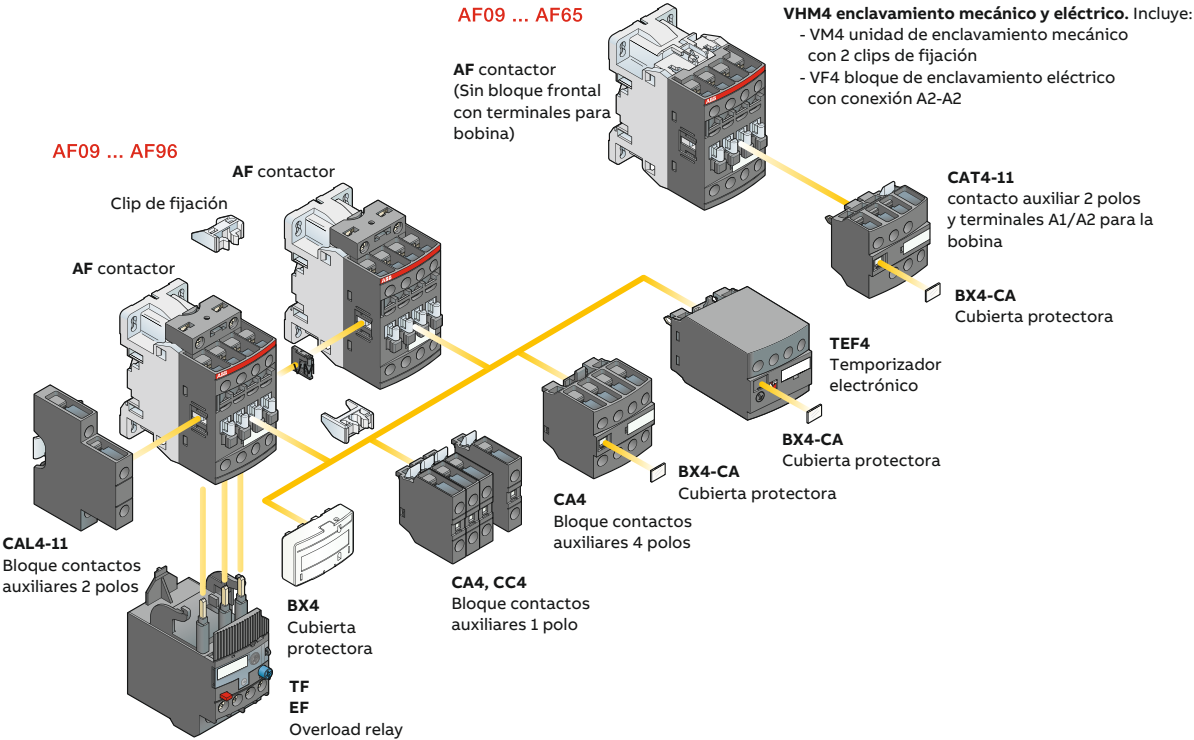 AF09 ... AF65
AF contactor
(Sin bloque frontal
con terminales para
bobina)
VHM4 enclavamiento mecánico y eléctrico. Incluye:
- VM4 unidad de enclavamiento mecánico
con 2 clips de fijación
- VF4 bloque de enclavamiento eléctrico
con conexión A2-A2
AF09 ... AF96
AF contactor
Clip de fijación
AF contactor
CAT4-11
contacto auxiliar 2 polos
y terminales A1/A2 para la
bobina
BX4-CA
Cubierta protectora
TEF4
Temporizador
electrónico
BX4-CA
Cubierta protectora
BX4-CA
Cubierta protectora
CA4
Bloque contactos
auxiliares 4 polos
CA4, CC4
Bloque contactos
auxiliares 1 polo
CAL4-11
Bloque contactos
auxiliares 2 polos
BX4
Cubierta
protectora
TF
EF
Overload relay
ABB
ABB
ABB